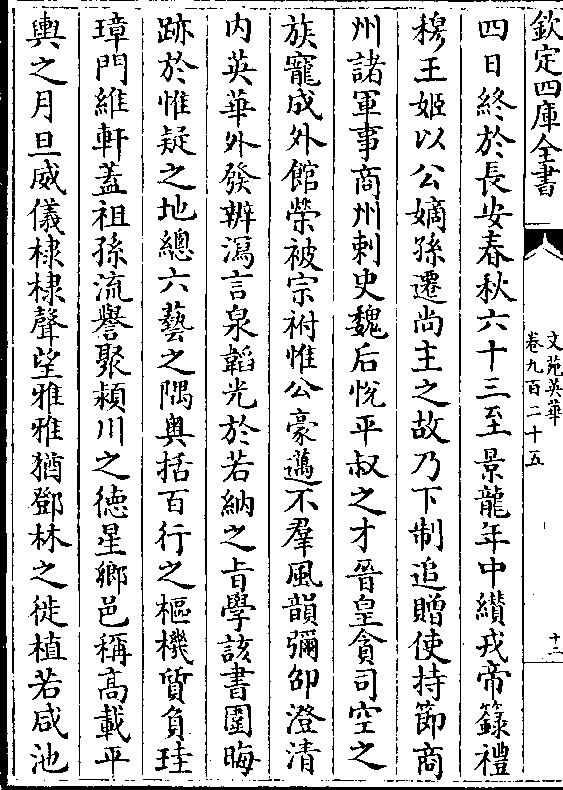 欽定四庫全書
文苑英華
卷九百二十五
十二
四日終於長安春秋六十三至景龍年中纉戎帝籙禮
穆王姬以公嫡孫遷尚主之故乃下制追贈使持節商
州諸軍事商州刺史魏后悅平叔之才晉皇貪司空之
族寵成外館榮被宗祔惟公豪邁不羣風韻彌卲澄清
内英華外發辨瀉言泉韜光於若納之旨學該書圃晦
跡於惟疑之地總六藝之隅奥括百行之樞機質負珪
璋門維軒蓋祖孫流譽聚潁川之徳星鄉邑稱高載平
輿之月旦威儀棣棣聲望雅雅猶鄧林之徙植若咸池